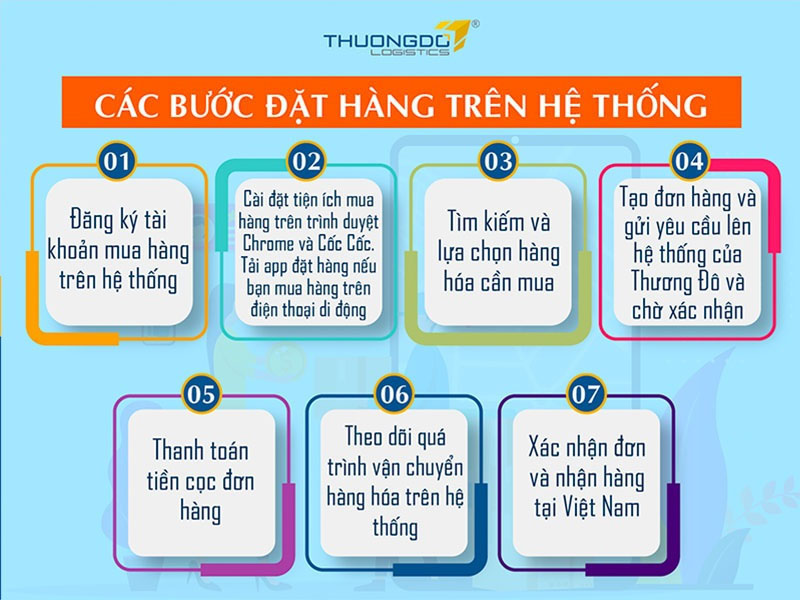 THUONGDO
®
LOGISTICS
CÁC BƯỚC ĐẶT HÀNG TRÊN HỆ THỐNG
01
Đăng ký tài
khoản mua hàng
trên hệ thống
02
Cài đặt tiện ích mua
hàng trên trình duyệt
Chrome và Cốc Cốc.
Tải app đặt hàng nếu
bạn mua hàng trên
điện thoại di động
03
Tìm kiếm và
lựa chọn hàng
hóa cần mua
04
Tạo đơn hàng và
gửi yêu cầu lên
hệ thống của
Thương Đô và
chờ xác nhận
05
Thanh toán
tiền cọc đơn
hàng
06
Theo dõi quá
trình vận chuyển
hàng hóa trên hệ
thống
07
Xác nhận đơn
và nhận hàng
tại Việt Nam